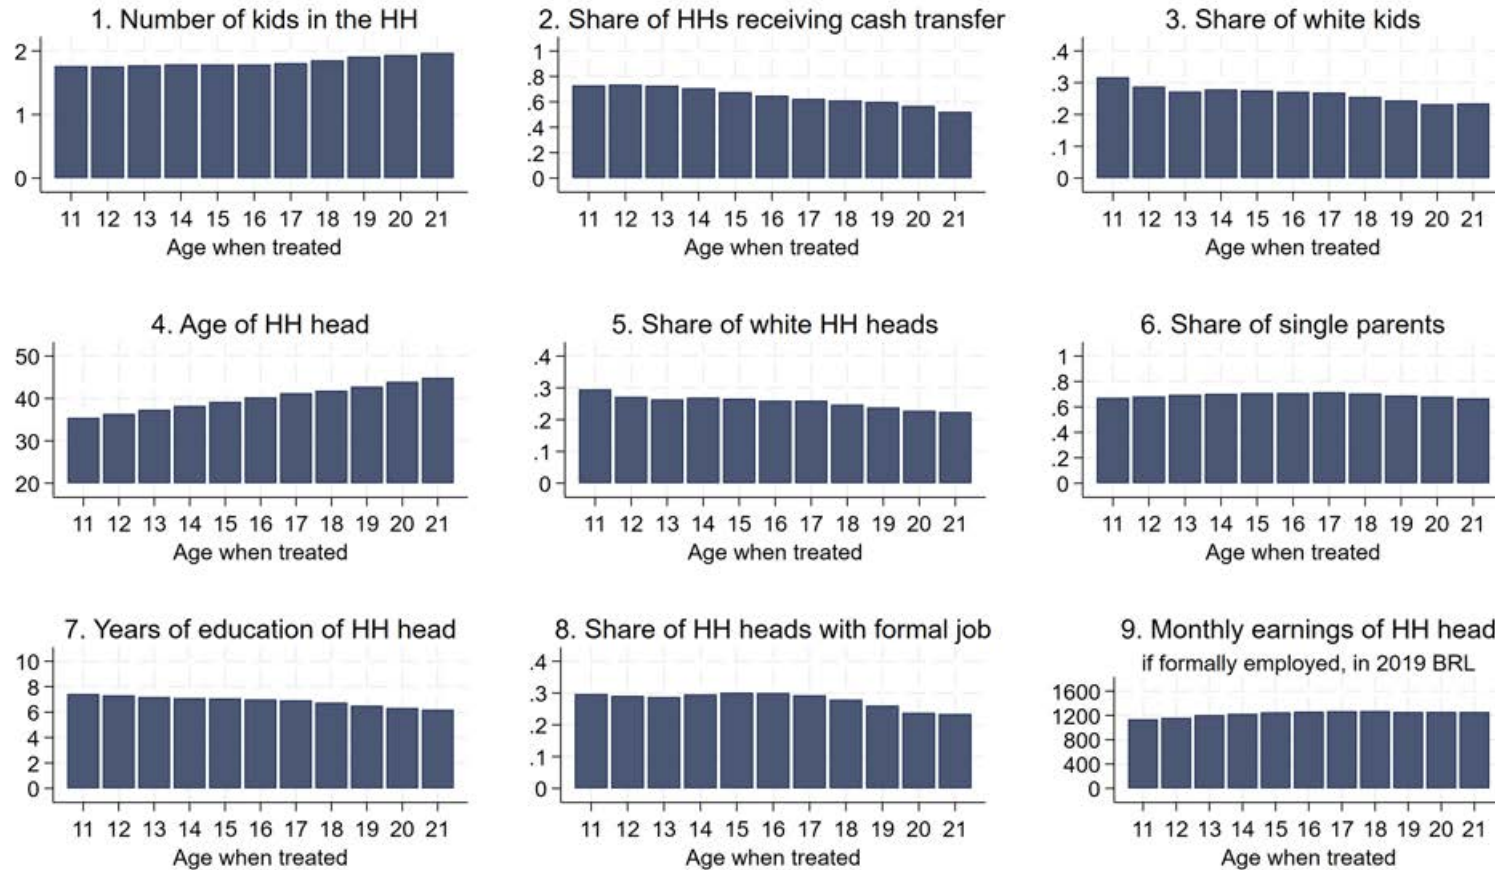 1. Number of kids in the HH
2
1
0
11 12 13 14 15 16 17 18 19 20 21
Age when treated
2. Share of HHs receiving cash transfer
1
.8
.6
.4
.2
0
11 12 13 14 15 16 17 18 19 20 21
Age when treated
3. Share of white kids
.4
.3
.2
.1
0
11 12 13 14 15 16 17 18 19 20 21
Age when treated
4. Age of HH head
50
40
30
20
11 12 13 14 15 16 17 18 19 20 21
Age when treated
5. Share of white HH heads
.4
.3
.2
.1
0
11 12 13 14 15 16 17 18 19 20 21
Age when treated
6. Share of single parents
1
.8
.6
.4
.2
0
11 12 13 14 15 16 17 18 19 20 21
Age when treated
7. Years of education of HH head
10
8
6
4
2
0
11 12 13 14 15 16 17 18 19 20 21
Age when treated
8. Share of HH heads with formal job
.4
.3
.2
.1
0
11 12 13 14 15 16 17 18 19 20 21
Age when treated
9. Monthly earnings of HH head
if formally employed, in 2019 BRL
1600
1200
800
400
0
11 12 13 14 15 16 17 18 19 20 21
Age when treated